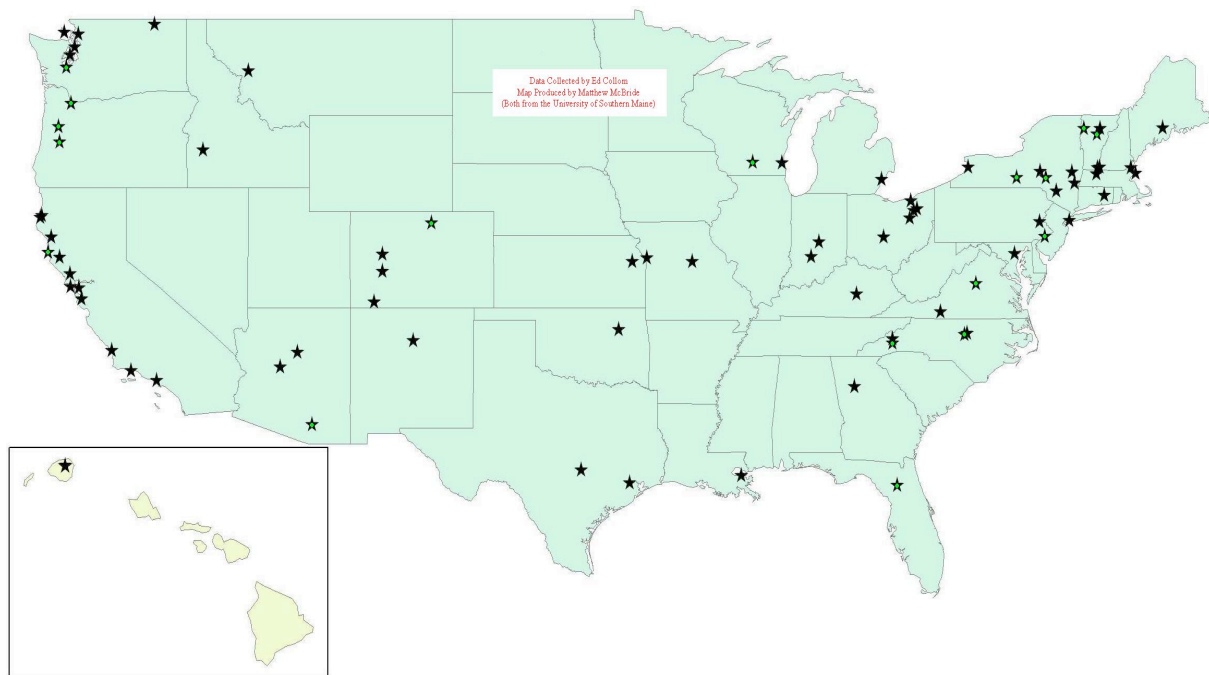 Data Collected by Ed Collom
Map Produced by Matthew McBride
(Both from the University of Southern Maine)